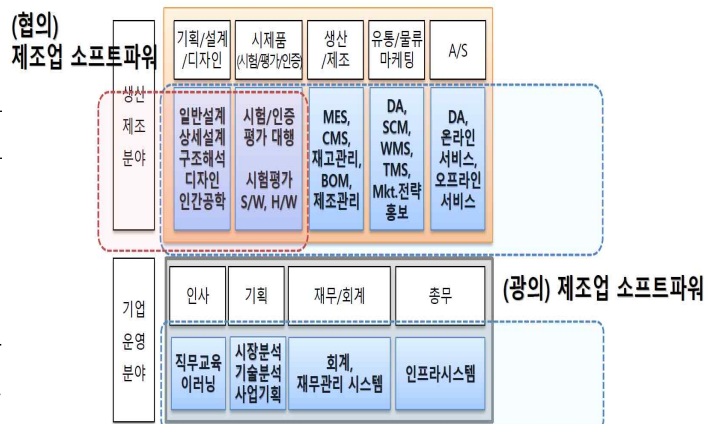 (협의)
제조업 소프트파워
기획/설계
/디자인
시제품
(시험/평가/인증)
생산
/제조
유통/물류
마케팅
A/S
생산
제조
분야
일반설계
상세설계
구조해석
디자인
인간공학
시험/인증
평가 대행
시험평가
S/W, H/W
MES,
CMS,
재고관리,
BOM,
제조관리
DA,
SCM,
WMS,
TMS,
Mkt.전략
홍보
DA,
온라인
서비스,
오프라인
서비스
(광의) 제조업 소프트파워
기업
운영
분야
인사
기획
재무/회계
총무
직무교육
이러닝
시장분석
기술분석
사업기획
회계,
재무관리 시스템
인프라시스템